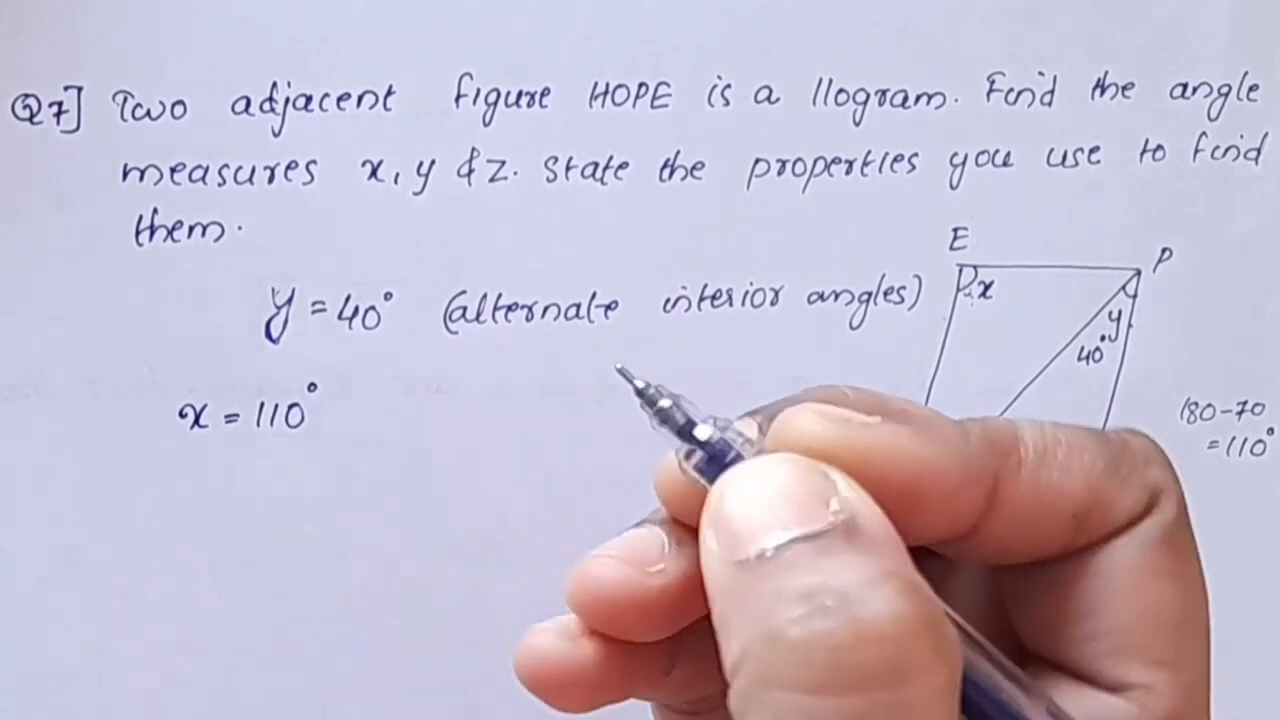 Q7] Two adjacent figure HOPE is a llogram. Find the angle
measures x, y & z. State the properties you use to find
them.
E
P
x
y = 40° (alternate interior angles)
y
40°
x = 110°
180-70
=110°